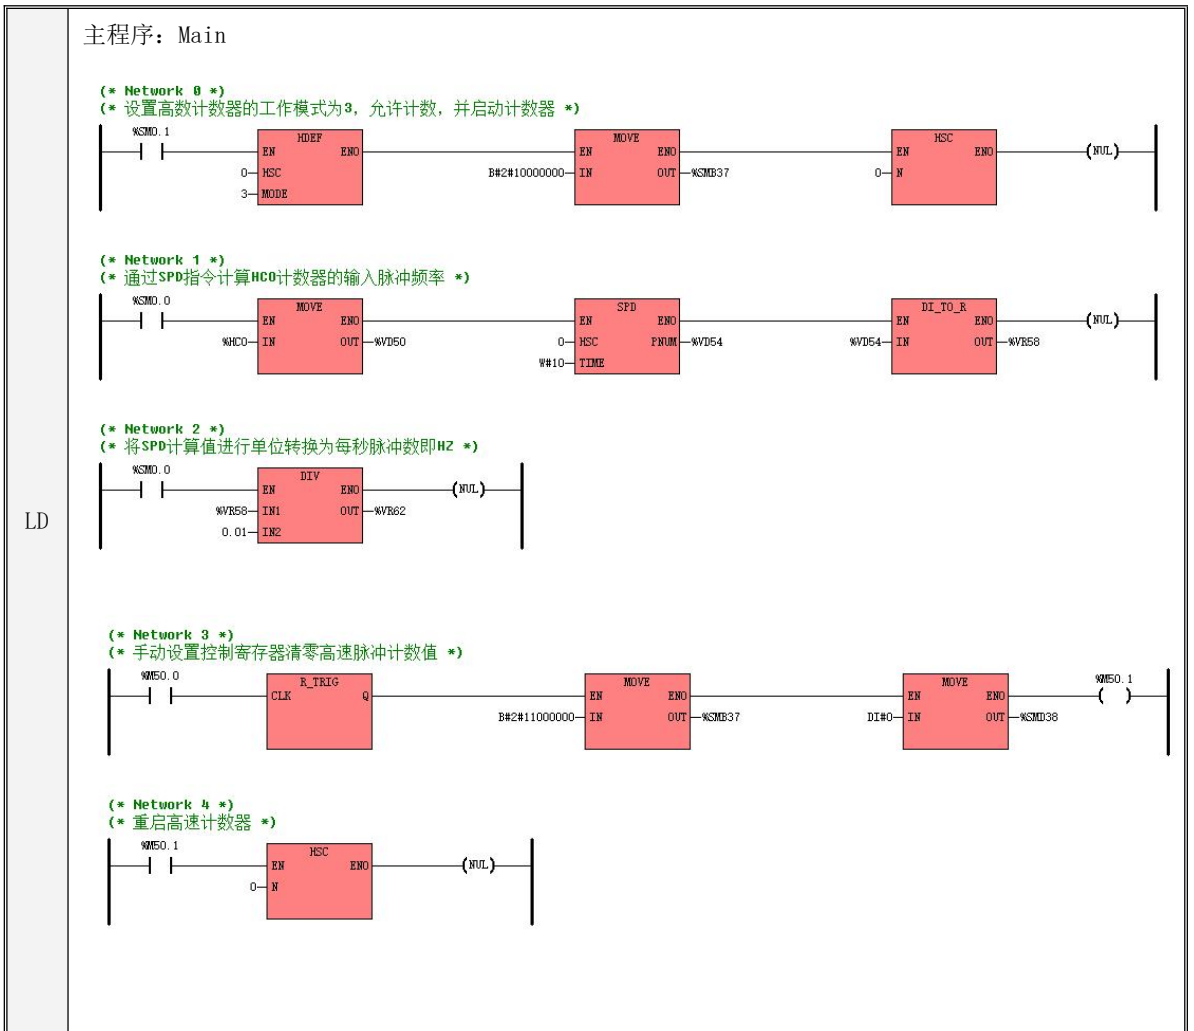 主程序：Main
(* Network 0 *)
(* 设置高数计数器的工作模式为3，允许计数，并启动计数器 *)
%SM0.1
HDEF
MOVE
HSC
EN ENO
EN ENO
EN ENO
(NUL)
0 HSC
B#2#10000000 IN OUT %SMB37
0 N
3 MODE
(* Network 1 *)
(* 通过SPD指令计算HC0计数器的输入脉冲频率 *)
%SM0.0
MOVE
SPD
DI_TO_R
EN ENO
EN ENO
EN ENO
(NUL)
%HC0 IN OUT %VD50
0 HSC PNUM %VD54
%VD54 IN OUT %VR58
W#10 TIME
(* Network 2 *)
(* 将SPD计算值进行单位转换为每秒脉冲数即HZ *)
%SM0.0
DIV
EN ENO
(NUL)
%VR58 IN1 OUT %VR62
0.01 IN2
LD
(* Network 3 *)
(* 手动设置控制寄存器清零高速脉冲计数值 *)
%M50.0
R_TRIG
MOVE
MOVE
%M50.1
CLK Q
EN ENO
EN ENO
( )
B#2#11000000 IN OUT %SMB37
DI#0 IN OUT %SMD38
(* Network 4 *)
(* 重启高速计数器 *)
%M50.1
HSC
EN ENO
(NUL)
0 N